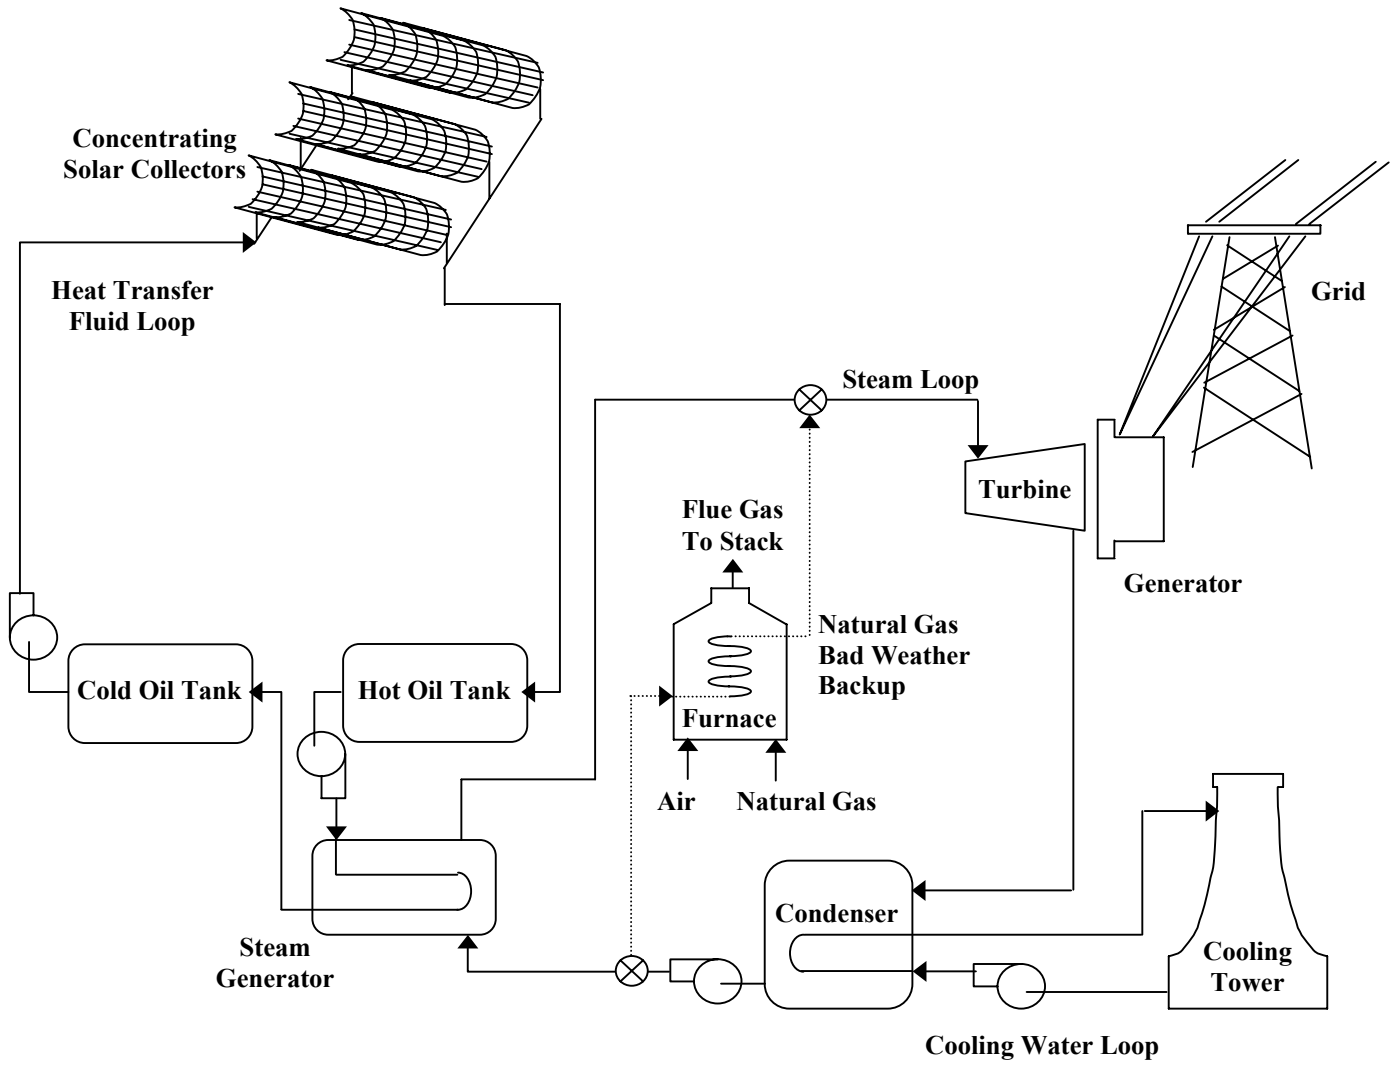 Concentrating
Solar Collectors
Heat Transfer
Fluid Loop
Grid
Steam Loop
Turbine
Flue Gas
To Stack
Generator
Natural Gas
Bad Weather
Backup
Cold Oil Tank
Hot Oil Tank
Furnace
Air
Natural Gas
Condenser
Steam
Generator
Cooling
Tower
Cooling Water Loop